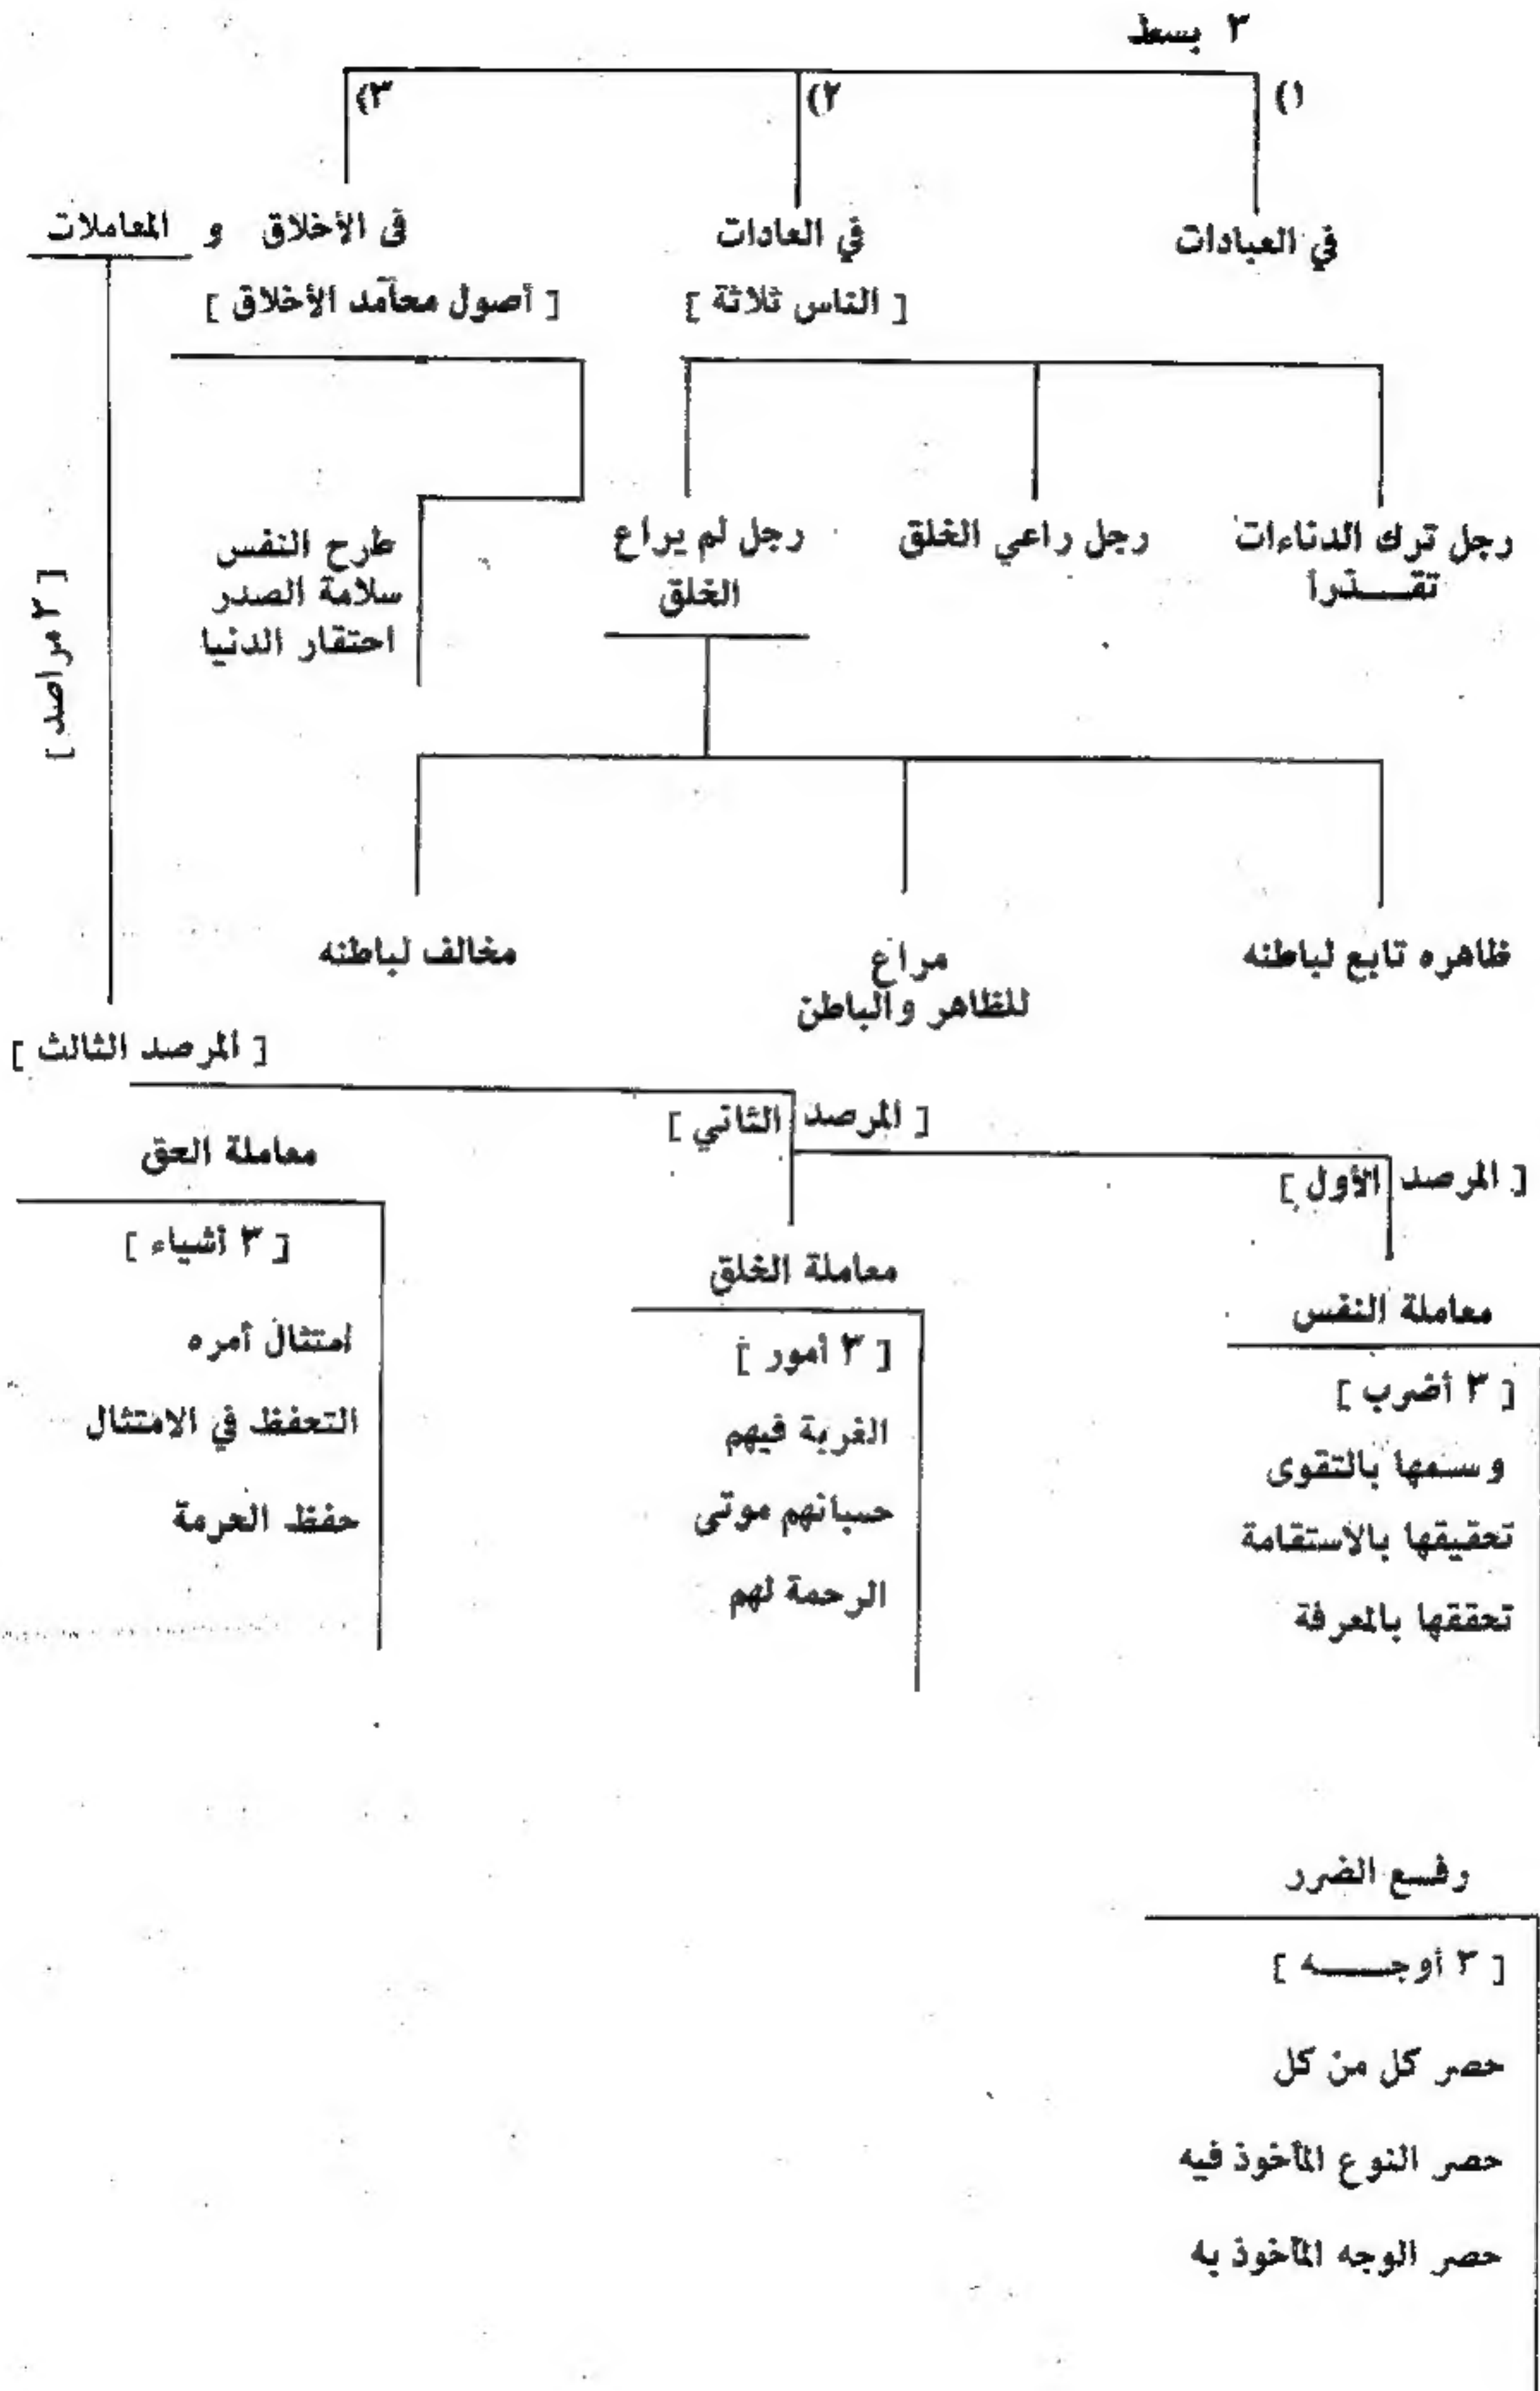 ٣ بسط
١)
٢)
٣)
في العبادات
في العادات
في الأخلاق و المعاملات
[ الناس ثلاثة ]
[ أصول محامد الأخلاق ]
رجل ترك الدناءات
تقــذرا
رجل راعي الخلق
رجل لم يراع
الخلق
طرح النفس
سلامة الصدر
احتقار الدنيا
[ ٣ مراصد ]
ظاهره تابع لباطنه
مراع
للظاهر والباطن
مخالف لباطنه
[ المرصد الأول ]
[ المرصد الثاني ]
[ المرصد الثالث ]
معاملة النفس
[ ٣ أضرب ]
وسمها بالتقوى
تحقيقها بالاستقامة
تحققها بالمعرفة
معاملة الخلق
[ ٣ أمور ]
الغربة فيهم
حسبانهم موتى
الرحمة لهم
معاملة الحق
[ ٣ أشياء ]
امتثال أمره
التحفظ في الامتثال
حفظ الحرمة
رفــع الضرر
[ ٣ أوجــــه ]
حصر كل من كل
حصر النوع المأخوذ فيه
حصر الوجه المأخوذ به